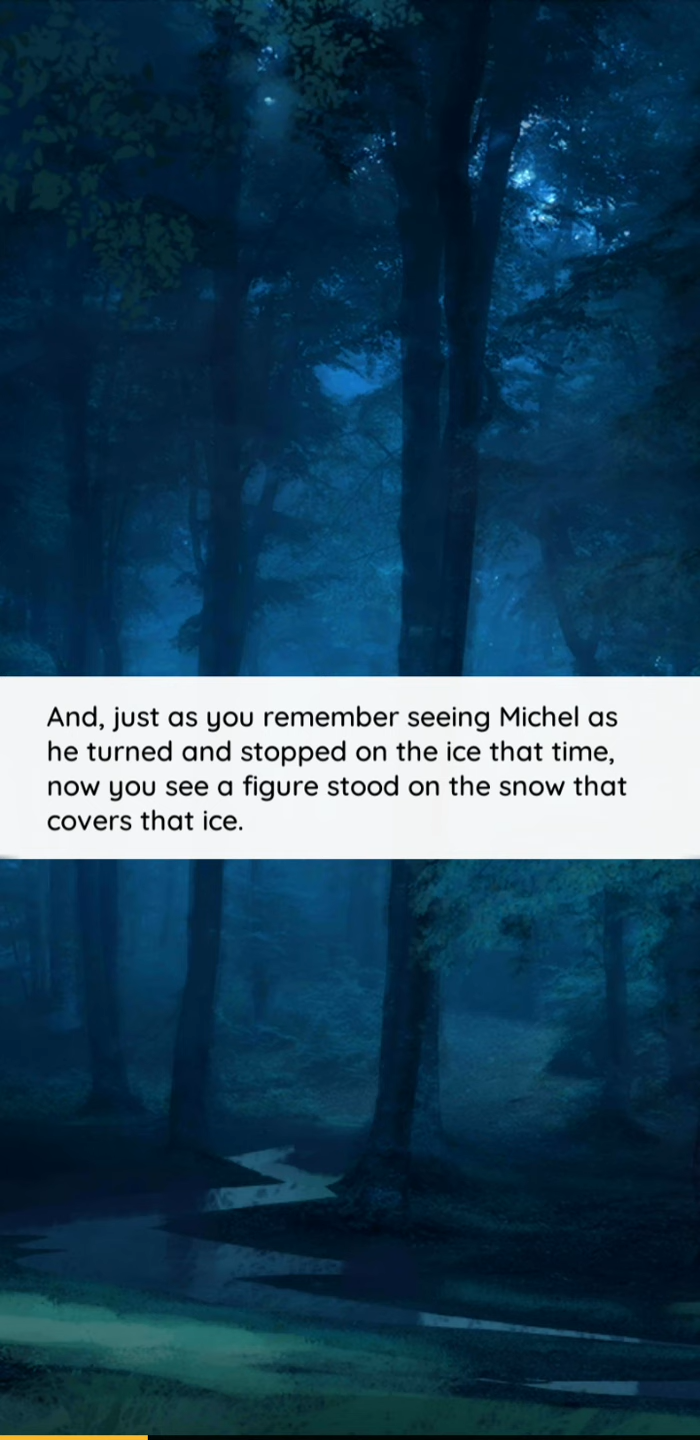 And, just as you remember seeing Michel as
he turned and stopped on the ice that time,
now you see a figure stood on the snow that
covers that ice.